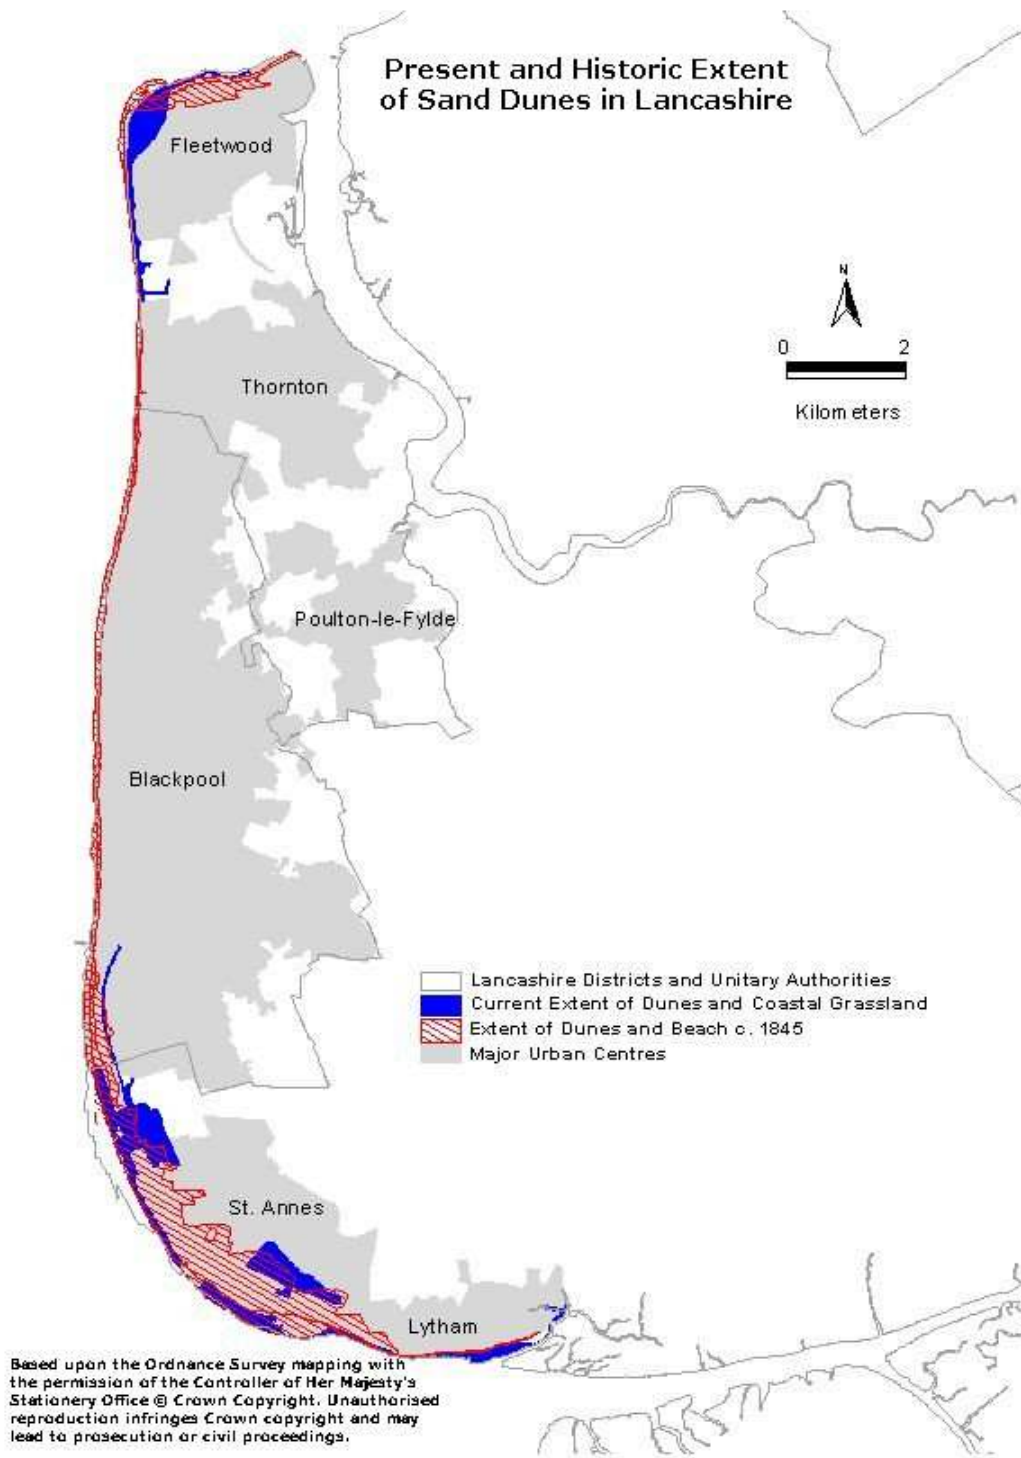 Present and Historic Extent
of Sand Dunes in Lancashire
Fleetwood
N
0 2
Kilometers
Thornton
Poulton-le-Fylde
Blackpool
Lancashire Districts and Unitary Authorities
Current Extent of Dunes and Coastal Grassland
Extent of Dunes and Beach c. 1845
Major Urban Centres
St. Annes
Lytham
Based upon the Ordnance Survey mapping with
the permission of the Controller of Her Majesty's
Stationery Office © Crown Copyright. Unauthorised
reproduction infringes Crown copyright and may
lead to prosecution or civil proceedings.